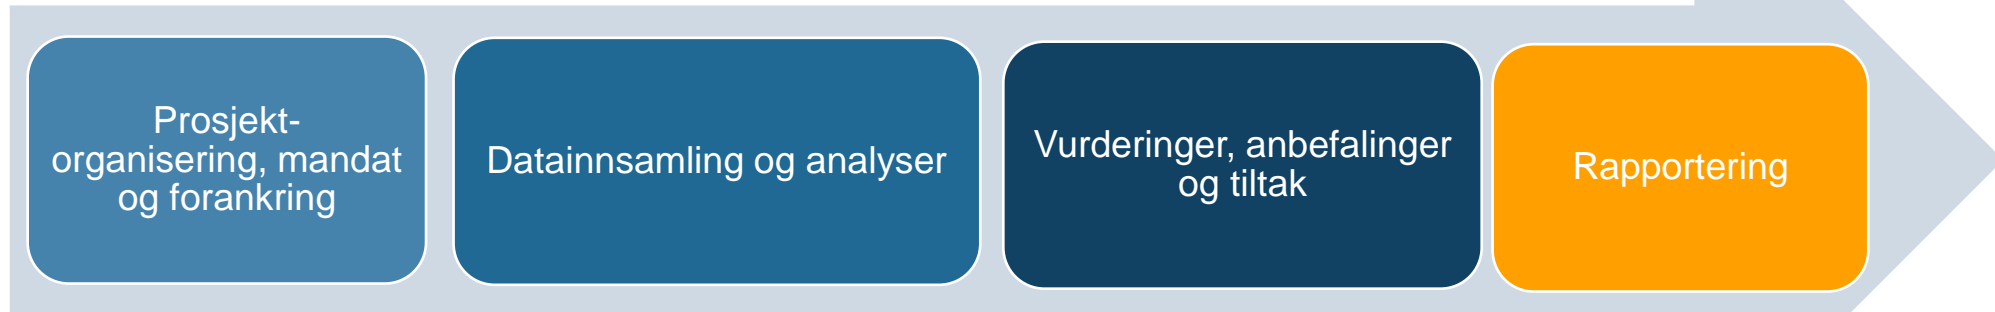 Prosjekt-
organisering, mandat
og forankring
Datainnsamling og analyser
Vurderinger, anbefalinger
og tiltak
Rapportering